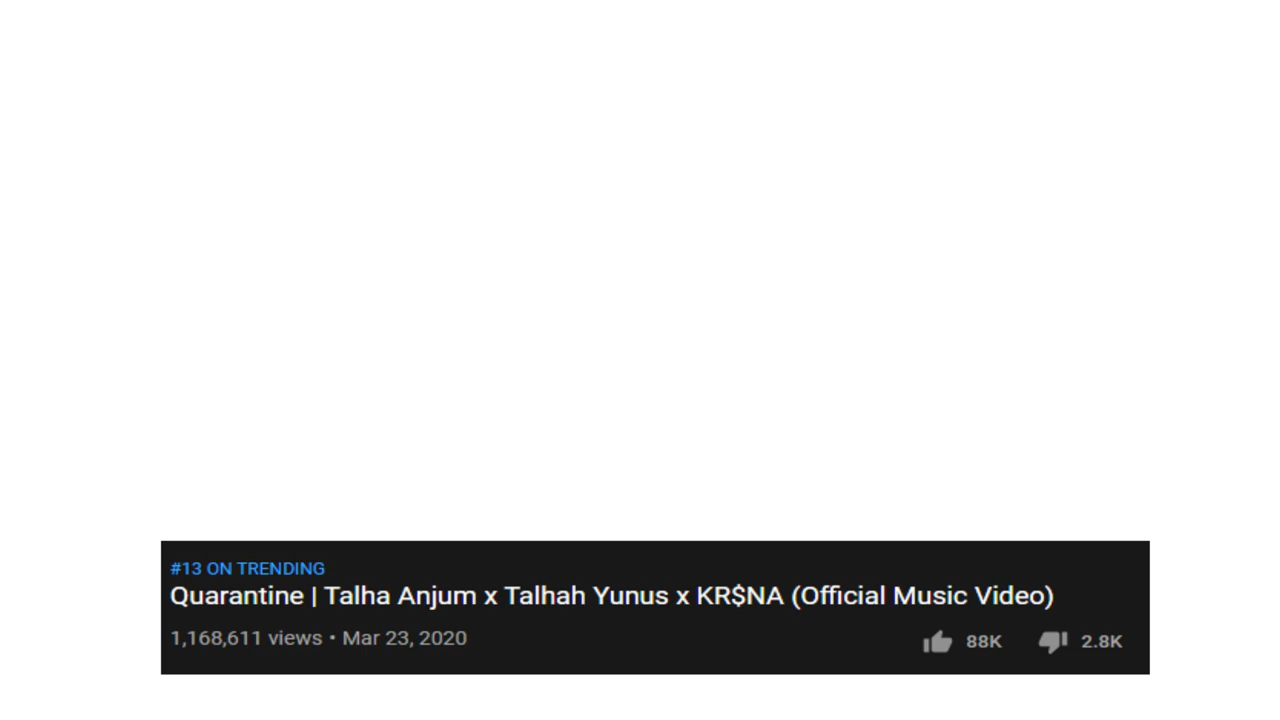 #13 ON TRENDING
Quarantine | Talha Anjum x Talhah Yunus x KR$NA (Official Music Video)
1,168,611 views • Mar 23, 2020 88K 2.8K